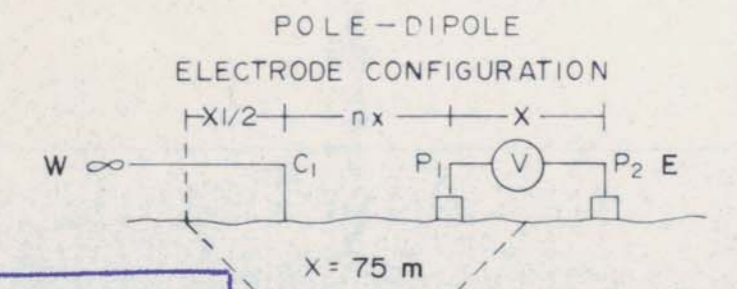 POLE-DIPOLE
ELECTRODE CONFIGURATION
X1/2 nx X
W ∞ C1 P1 V P2 E
X = 75 m